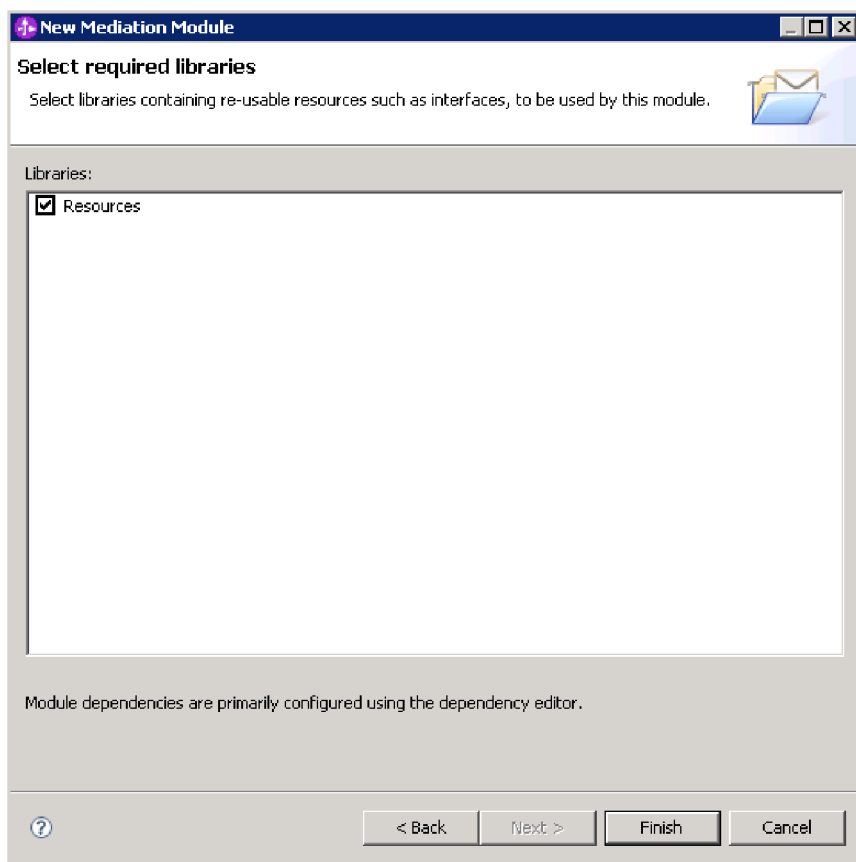 New Mediation Module
Select required libraries
Select libraries containing re-usable resources such as interfaces, to be used by this module.
Libraries:
Resources
Module dependencies are primarily configured using the dependency editor.
? < Back Next > Finish Cancel